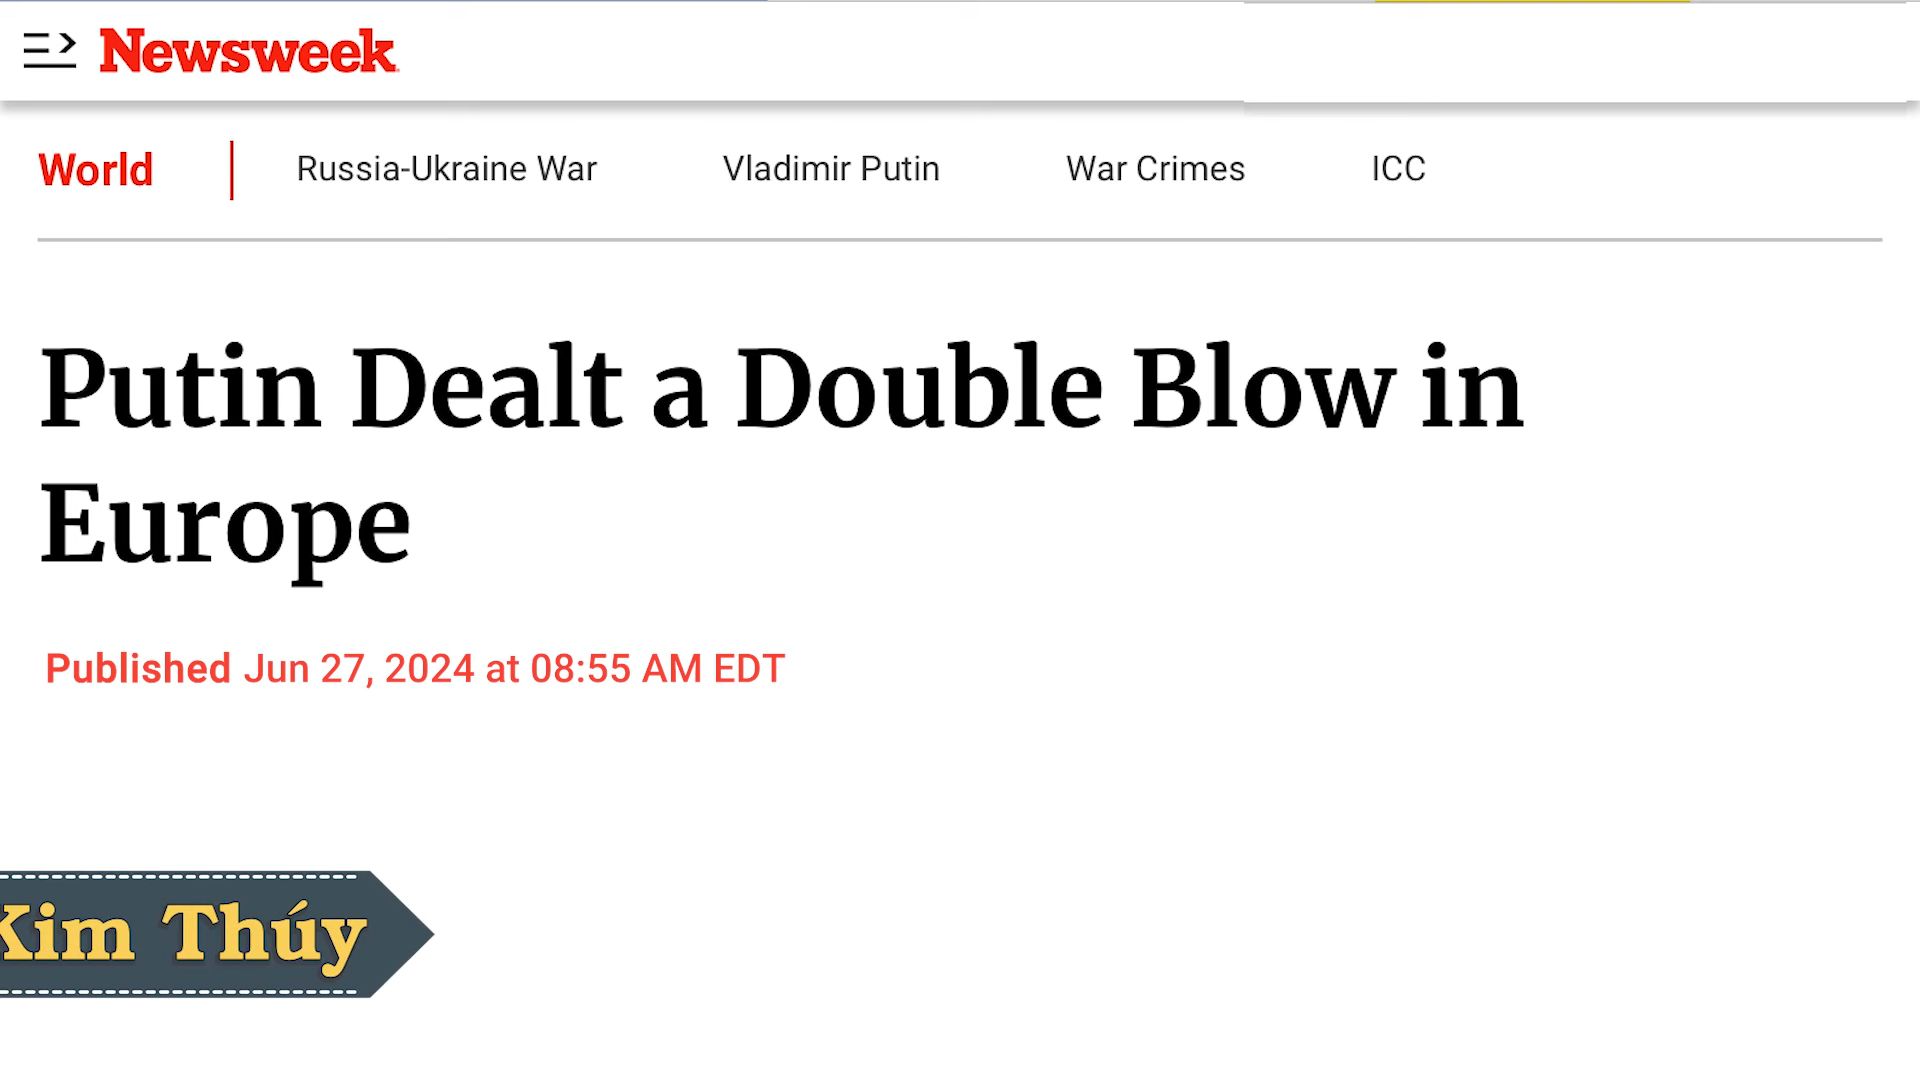 Newsweek
World Russia-Ukraine War Vladimir Putin War Crimes ICC
Putin Dealt a Double Blow in
Europe
Published Jun 27, 2024 at 08:55 AM EDT
Kim Thúy